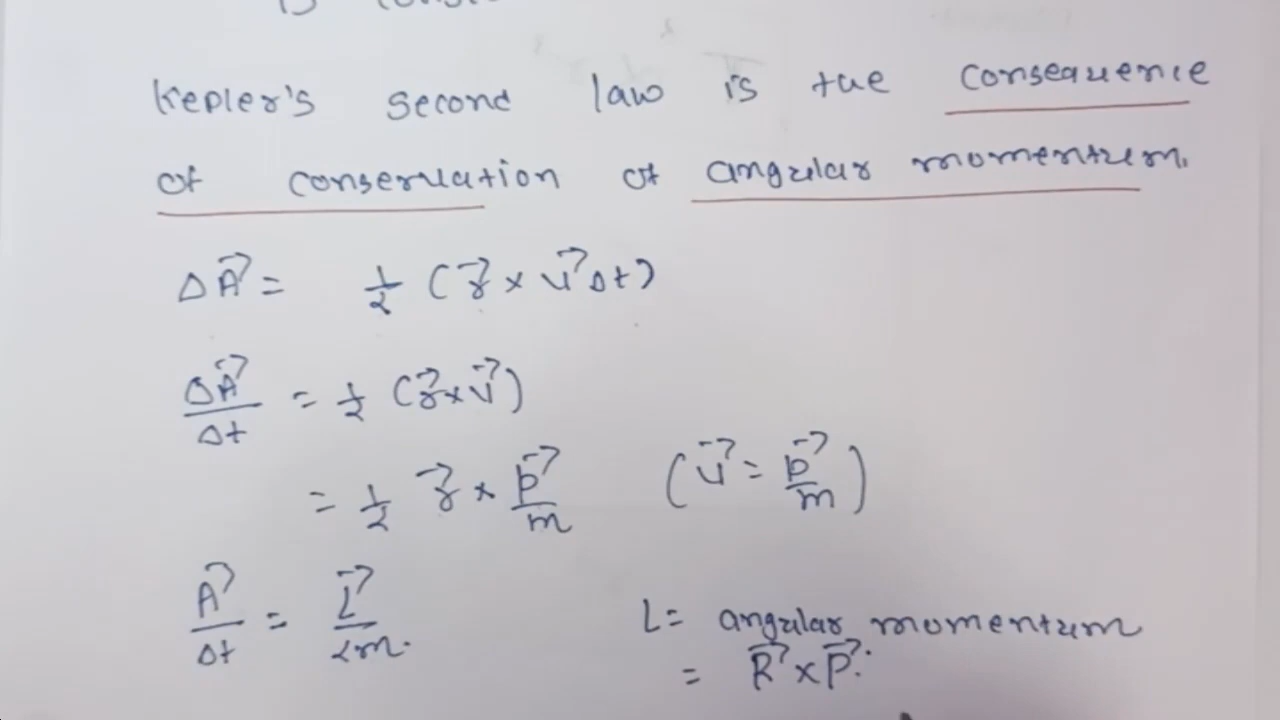 Kepler's second law is the consequence
of conservation of angular momentum.
ΔA⃗ = 1/2 (r⃗ × v⃗ Δt)
ΔA⃗/Δt = 1/2 (r⃗ × v⃗)
= 1/2 r⃗ × p⃗/m (v⃗ = p⃗/m)
A⃗/Δt = L⃗/2m. L = angular momentum
= R⃗ × P⃗.